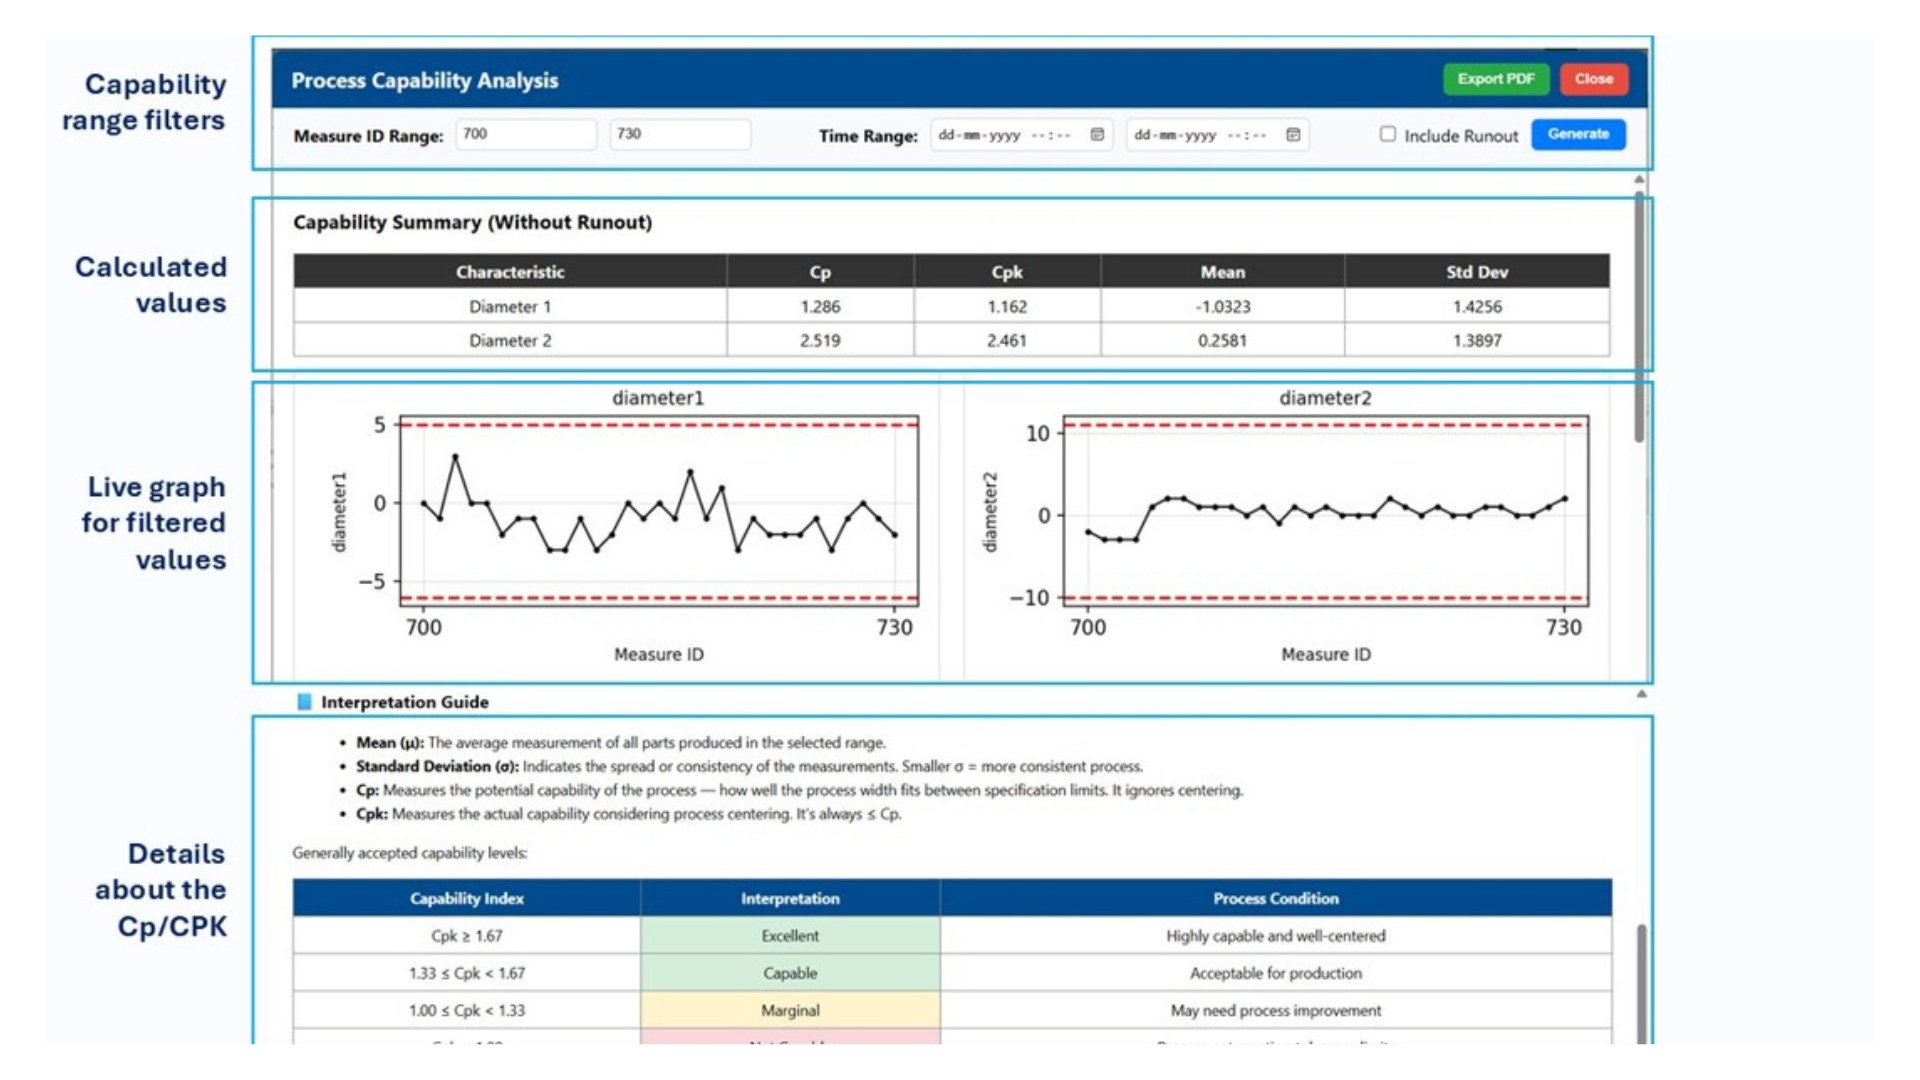 Capability
range filters
Process Capability Analysis
Export PDF
Close
Measure ID Range: 700 730 Time Range: dd-mm-yyyy --:-- dd-mm-yyyy --:-- Include Runout Generate
Calculated
values
Capability Summary (Without Runout)
Characteristic Cp Cpk Mean Std Dev
Diameter 1 1.286 1.162 -1.0323 1.4256
Diameter 2 2.519 2.461 0.2581 1.3897
Live graph
for filtered
values
diameter1
diameter1
5
0
−5
700 730
Measure ID
diameter2
diameter2
10
0
−10
700 730
Measure ID
Details
about the
Cp/CPK
Interpretation Guide
• Mean (μ): The average measurement of all parts produced in the selected range.
• Standard Deviation (σ): Indicates the spread or consistency of the measurements. Smaller σ = more consistent process.
• Cp: Measures the potential capability of the process — how well the process width fits between specification limits. It ignores centering.
• Cpk: Measures the actual capability considering process centering. It's always ≤ Cp.
Generally accepted capability levels:
Capability Index Interpretation Process Condition
Cpk ≥ 1.67 Excellent Highly capable and well-centered
1.33 ≤ Cpk < 1.67 Capable Acceptable for production
1.00 ≤ Cpk < 1.33 Marginal May need process improvement